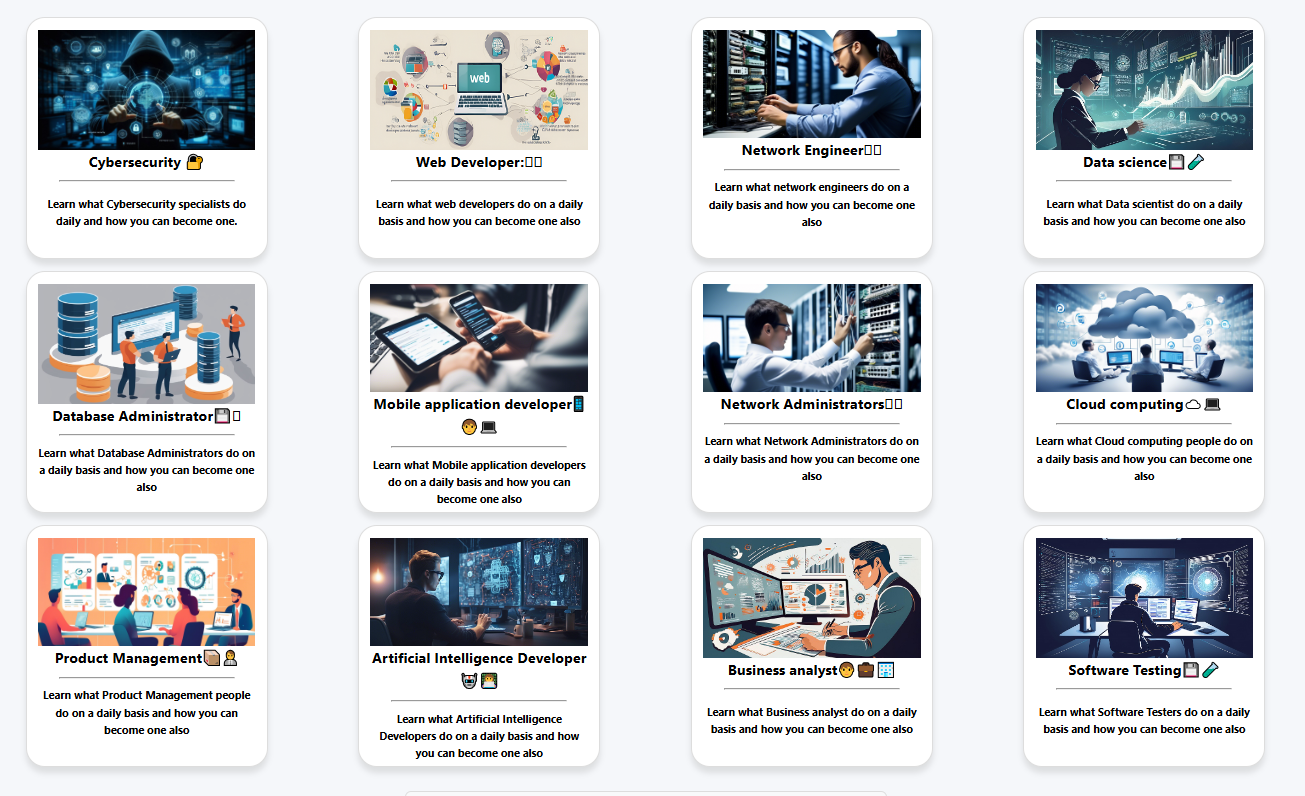 web
Cybersecurity 🔐
Web Developer:
Network Engineer
Data science💾🧪
Learn what Cybersecurity specialists do
daily and how you can become one.
Learn what web developers do on a daily
basis and how you can become one also
Learn what network engineers do on a
daily basis and how you can become one
also
Learn what Data scientist do on a daily
basis and how you can become one also
Database Administrator💾
Mobile application developer📱
🧑💻
Network Administrators
Cloud computing☁💻
Learn what Database Administrators do on
a daily basis and how you can become one
also
Learn what Mobile application developers
do on a daily basis and how you can
become one also
Learn what Network Administrators do on
a daily basis and how you can become one
also
Learn what Cloud computing people do on
a daily basis and how you can become one
also
Product Management📦👨‍💼
Artificial Intelligence Developer
🤖👨‍💻
Business analyst🧑💼🏢
Software Testing💾🧪
Learn what Product Management people
do on a daily basis and how you can
become one also
Learn what Artificial Intelligence
Developers do on a daily basis and how
you can become one also
Learn what Business analyst do on a daily
basis and how you can become one also
Learn what Software Testers do on a daily
basis and how you can become one also